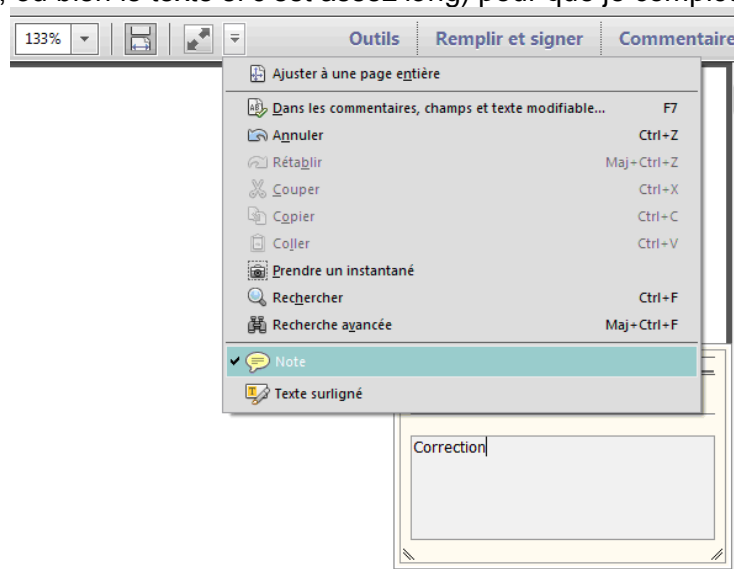 133% Outils Remplir et signer Commentaire
Ajuster à une page entière
Dans les commentaires, champs et texte modifiable... F7
Annuler Ctrl+Z
Rétablir Maj+Ctrl+Z
Couper Ctrl+X
Copier Ctrl+C
Coller Ctrl+V
Prendre un instantané
Rechercher Ctrl+F
Recherche avancée Maj+Ctrl+F
Note
Texte surligné
Correction